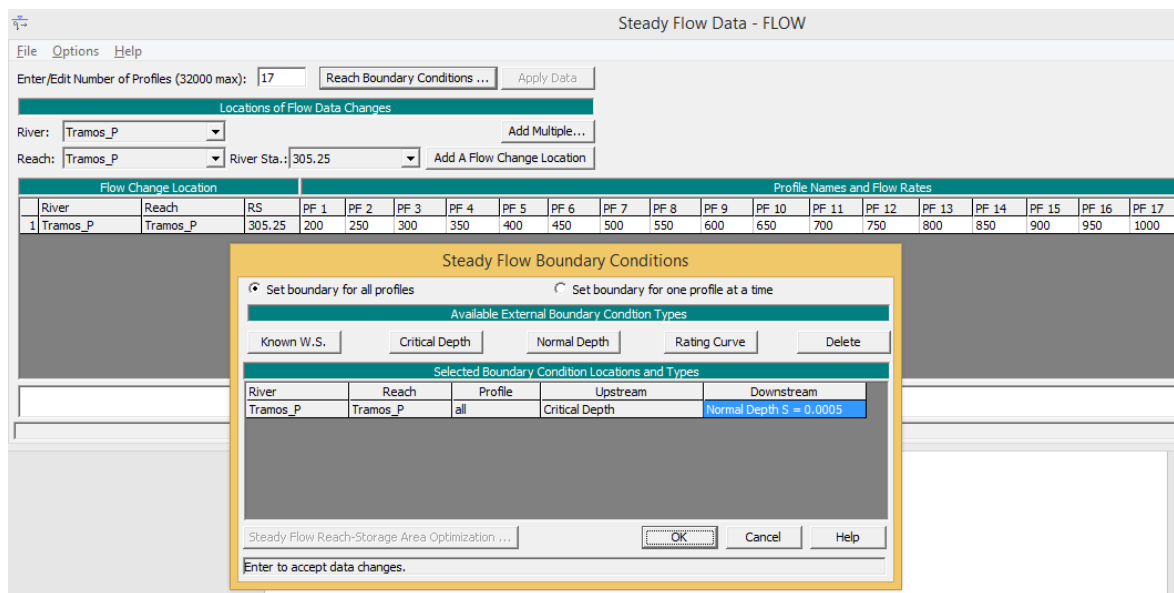 Steady Flow Data - FLOW
File Options Help
Enter/Edit Number of Profiles (32000 max): 17 Reach Boundary Conditions ... Apply Data
Locations of Flow Data Changes
River: Tramos_P Add Multiple...
Reach: Tramos_P River Sta.: 305.25 Add A Flow Change Location
Flow Change Location Profile Names and Flow Rates
River Reach RS PF 1 PF 2 PF 3 PF 4 PF 5 PF 6 PF 7 PF 8 PF 9 PF 10 PF 11 PF 12 PF 13 PF 14 PF 15 PF 16 PF 17
1 Tramos_P Tramos_P 305.25 200 250 300 350 400 450 500 550 600 650 700 750 800 850 900 950 1000
Steady Flow Boundary Conditions
Set boundary for all profiles Set boundary for one profile at a time
Available External Boundary Condtion Types
Known W.S. Critical Depth Normal Depth Rating Curve Delete
Selected Boundary Condition Locations and Types
River Reach Profile Upstream Downstream
Tramos_P Tramos_P all Critical Depth Normal Depth S = 0.0005
Steady Flow Reach-Storage Area Optimization ... OK Cancel Help
Enter to accept data changes.